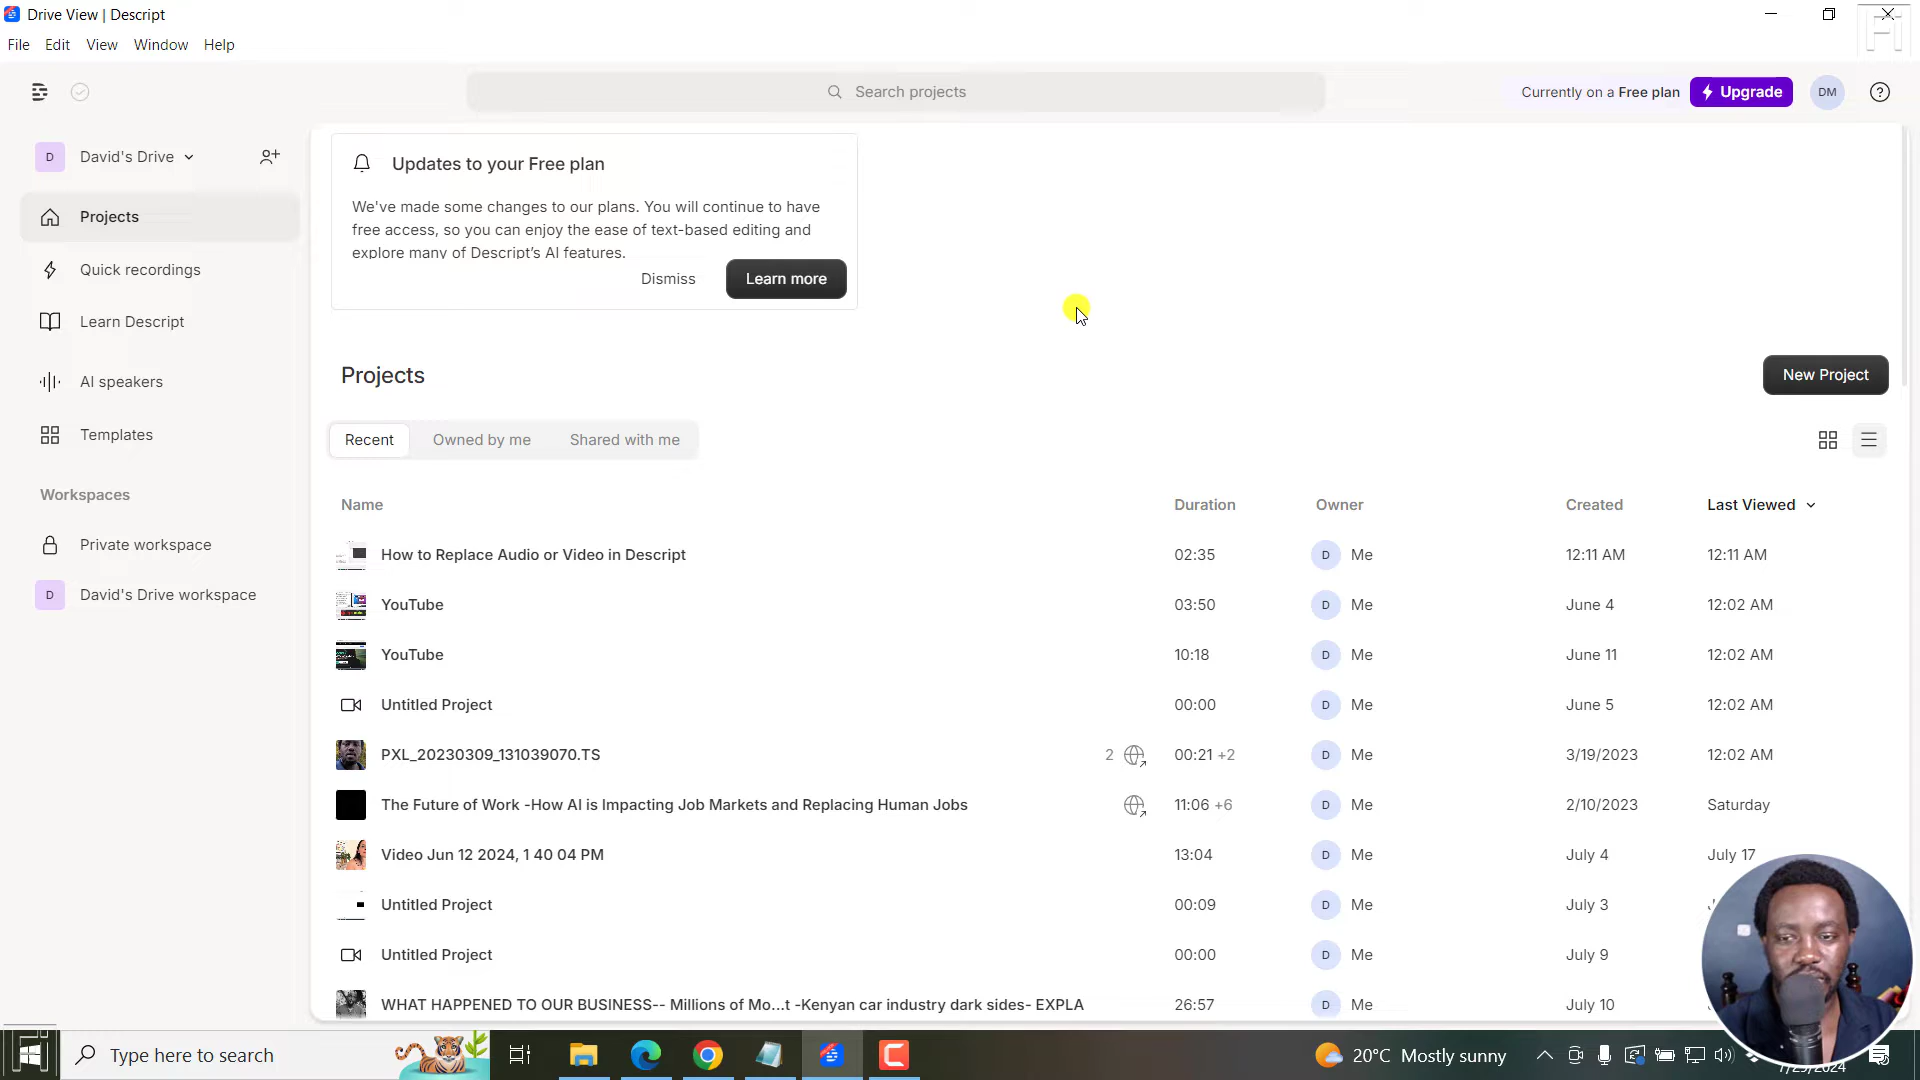 Drive View | Descript
File Edit View Window Help
Search projects
Currently on a Free plan
Upgrade
DM
D David's Drive
Projects
Quick recordings
Learn Descript
AI speakers
Templates
Workspaces
Private workspace
D David's Drive workspace
Updates to your Free plan
We've made some changes to our plans. You will continue to have
free access, so you can enjoy the ease of text-based editing and
explore many of Descript's AI features.
Dismiss Learn more
Projects
New Project
Recent Owned by me Shared with me
Name Duration Owner Created Last Viewed
How to Replace Audio or Video in Descript 02:35 D Me 12:11 AM 12:11 AM
YouTube 03:50 D Me June 4 12:02 AM
YouTube 10:18 D Me June 11 12:02 AM
Untitled Project 00:00 D Me June 5 12:02 AM
PXL_20230309_131039070.TS 2 00:21 +2 D Me 3/19/2023 12:02 AM
The Future of Work -How AI is Impacting Job Markets and Replacing Human Jobs 11:06 +6 D Me 2/10/2023 Saturday
Video Jun 12 2024, 1 40 04 PM 13:04 D Me July 4 July 17
Untitled Project 00:09 D Me July 3
Untitled Project 00:00 D Me July 9
WHAT HAPPENED TO OUR BUSINESS-- Millions of Mo...t -Kenyan car industry dark sides- EXPLA 26:57 D Me July 10
Type here to search
20°C Mostly sunny